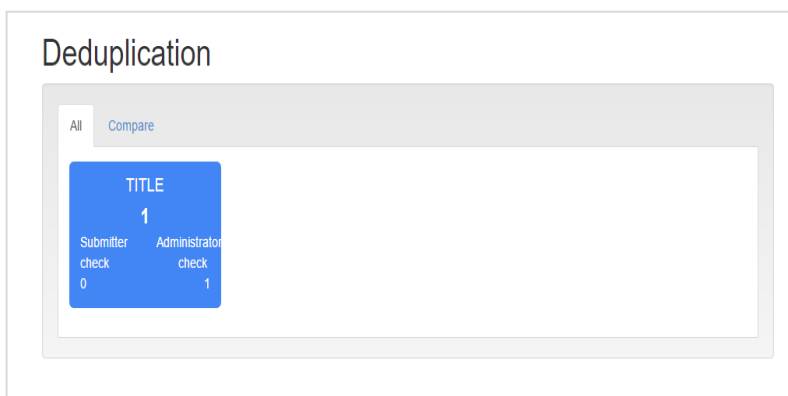 Deduplication
All Compare
TITLE
1
Submitter Administrator
check check
0 1